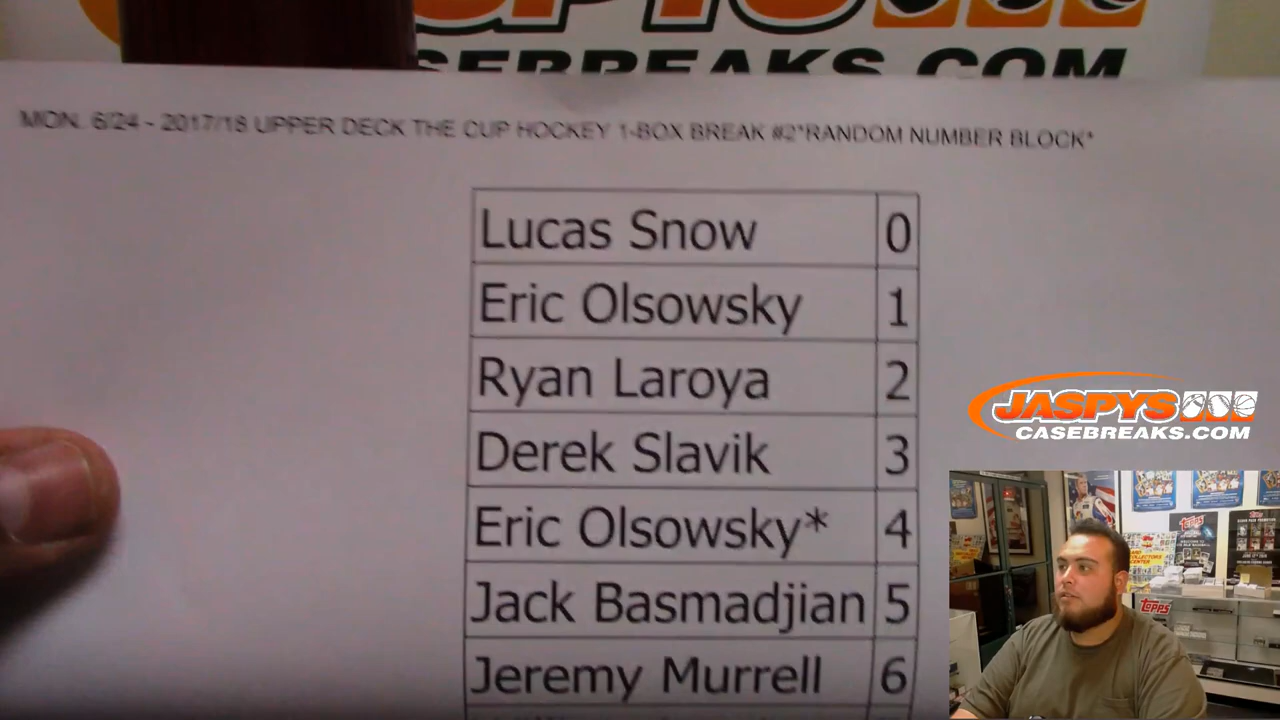 CASEBREAKS.COM
MON. 6/24 - 2017/18 UPPER DECK THE CUP HOCKEY 1-BOX BREAK #2*RANDOM NUMBER BLOCK*
Lucas Snow 0
Eric Olsowsky 1
Ryan Laroya 2
Derek Slavik 3
Eric Olsowsky* 4
Jack Basmadjian 5
Jeremy Murrell 6
JASPYS
CASEBREAKS.COM
TOPPS
TOPPS